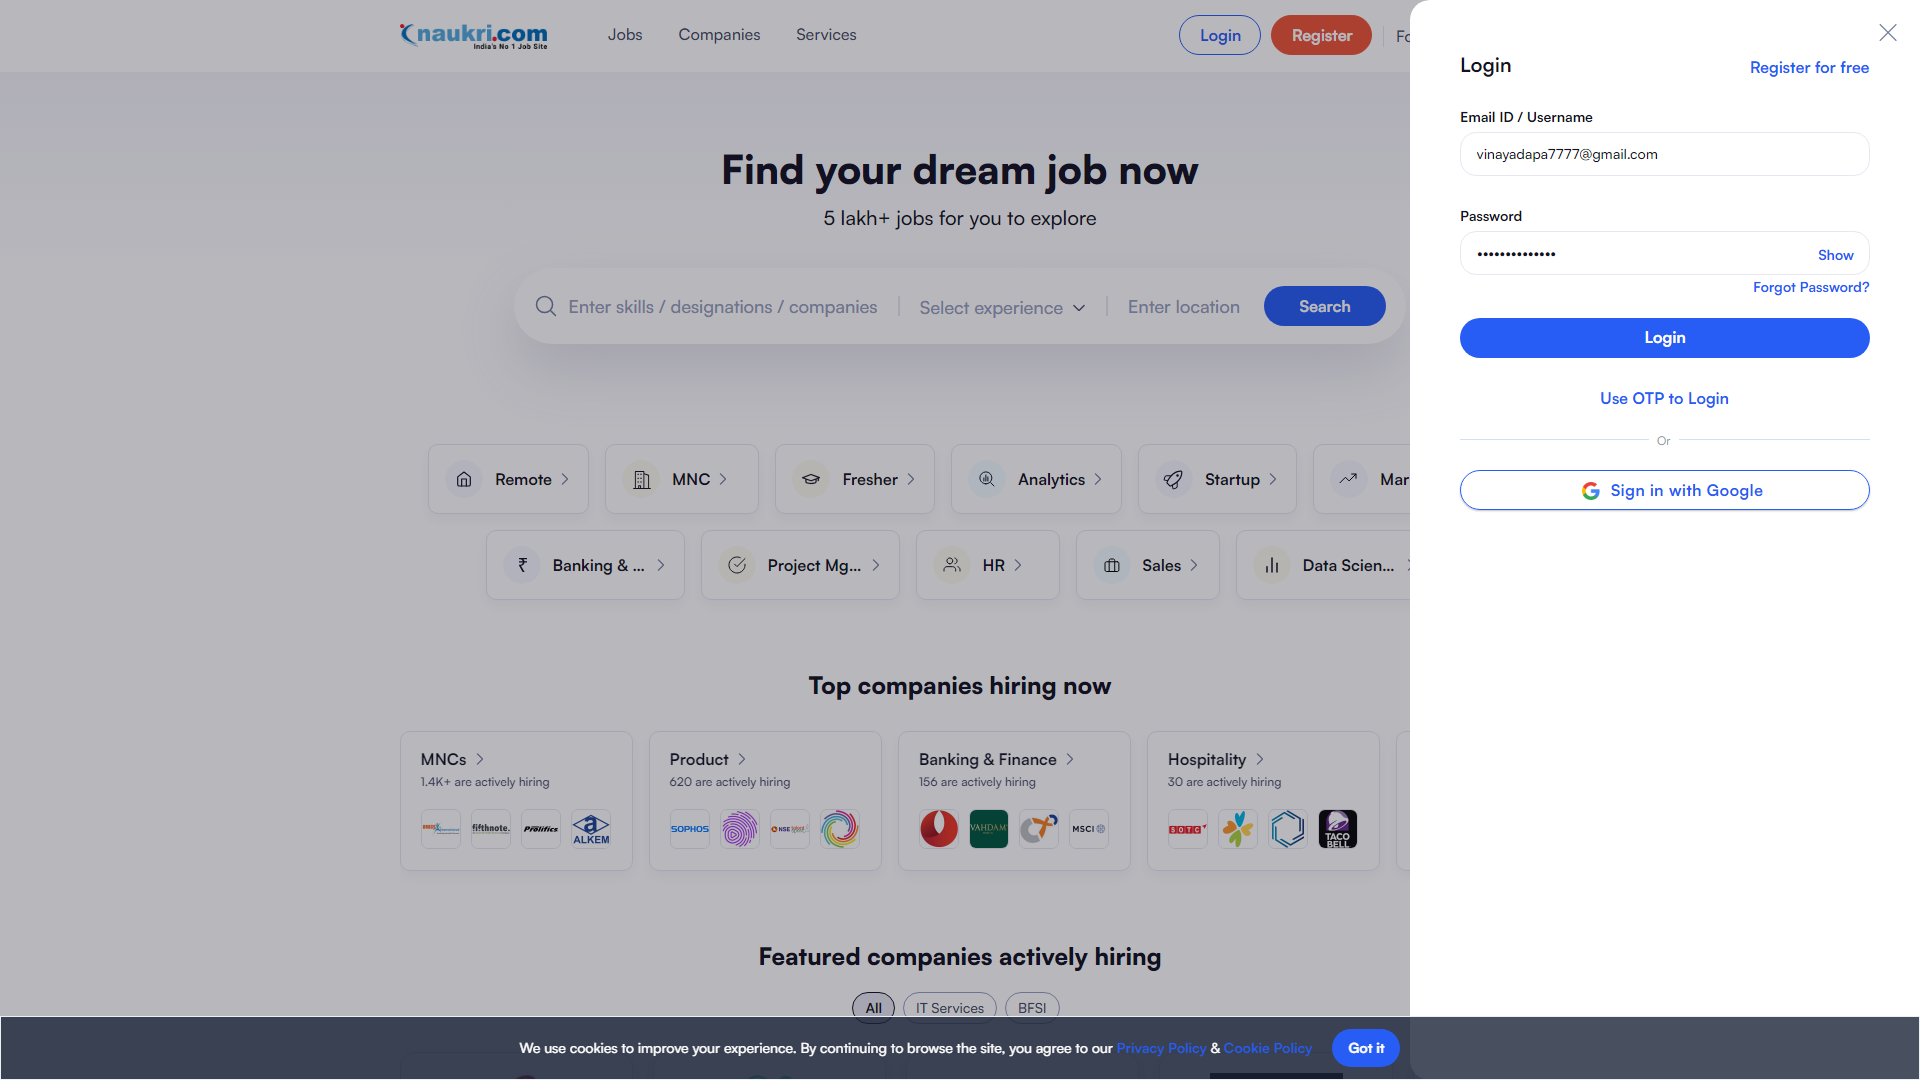 naukri.com
India's No 1 Job Site
Jobs
Companies
Services
Login
Register
Fo
Find your dream job now
5 lakh+ jobs for you to explore
Enter skills / designations / companies
Select experience
Enter location
Search
Remote
MNC
Fresher
Analytics
Startup
Mar
Banking & ...
Project Mg...
HR
Sales
Data Scien...
Top companies hiring now
MNCs
1.4K+ are actively hiring
fifthnote.
Prolifics
ALKEM
Product
620 are actively hiring
SOPHOS
NSE
Banking & Finance
156 are actively hiring
VAHDAM
MSCI
Hospitality
30 are actively hiring
SOTC
TACO
BELL
Featured companies actively hiring
All
IT Services
BFSI
We use cookies to improve your experience. By continuing to browse the site, you agree to our Privacy Policy & Cookie Policy
Got it
Login
Register for free
Email ID / Username
vinayadapa7777@gmail.com
Password
••••••••••••••
Show
Forgot Password?
Login
Use OTP to Login
Or
Sign in with Google